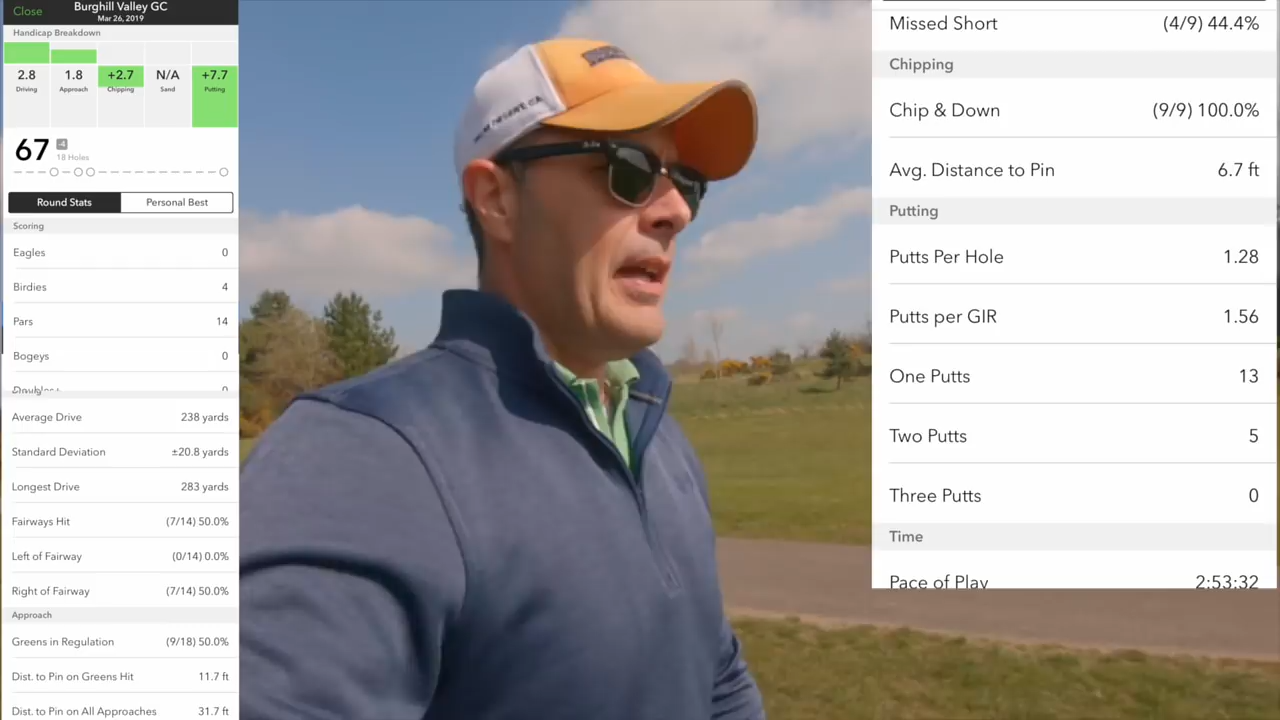 Close
Burghill Valley GC
Mar 26, 2019
Handicap Breakdown
2.8 1.8 +2.7 N/A +7.7
Driving Approach Chipping Sand Putting
67 -4
18 Holes
Round Stats Personal Best
Scoring
Eagles 0
Birdies 4
Pars 14
Bogeys 0
Average Drive 238 yards
Standard Deviation ±20.8 yards
Longest Drive 283 yards
Fairways Hit (7/14) 50.0%
Left of Fairway (0/14) 0.0%
Right of Fairway (7/14) 50.0%
Approach
Greens in Regulation (9/18) 50.0%
Dist. to Pin on Greens Hit 11.7 ft
Dist. to Pin on All Approaches 31.7 ft
Missed Short (4/9) 44.4%
Chipping
Chip & Down (9/9) 100.0%
Avg. Distance to Pin 6.7 ft
Putting
Putts Per Hole 1.28
Putts per GIR 1.56
One Putts 13
Two Putts 5
Three Putts 0
Time
Pace of Play 2:53:32